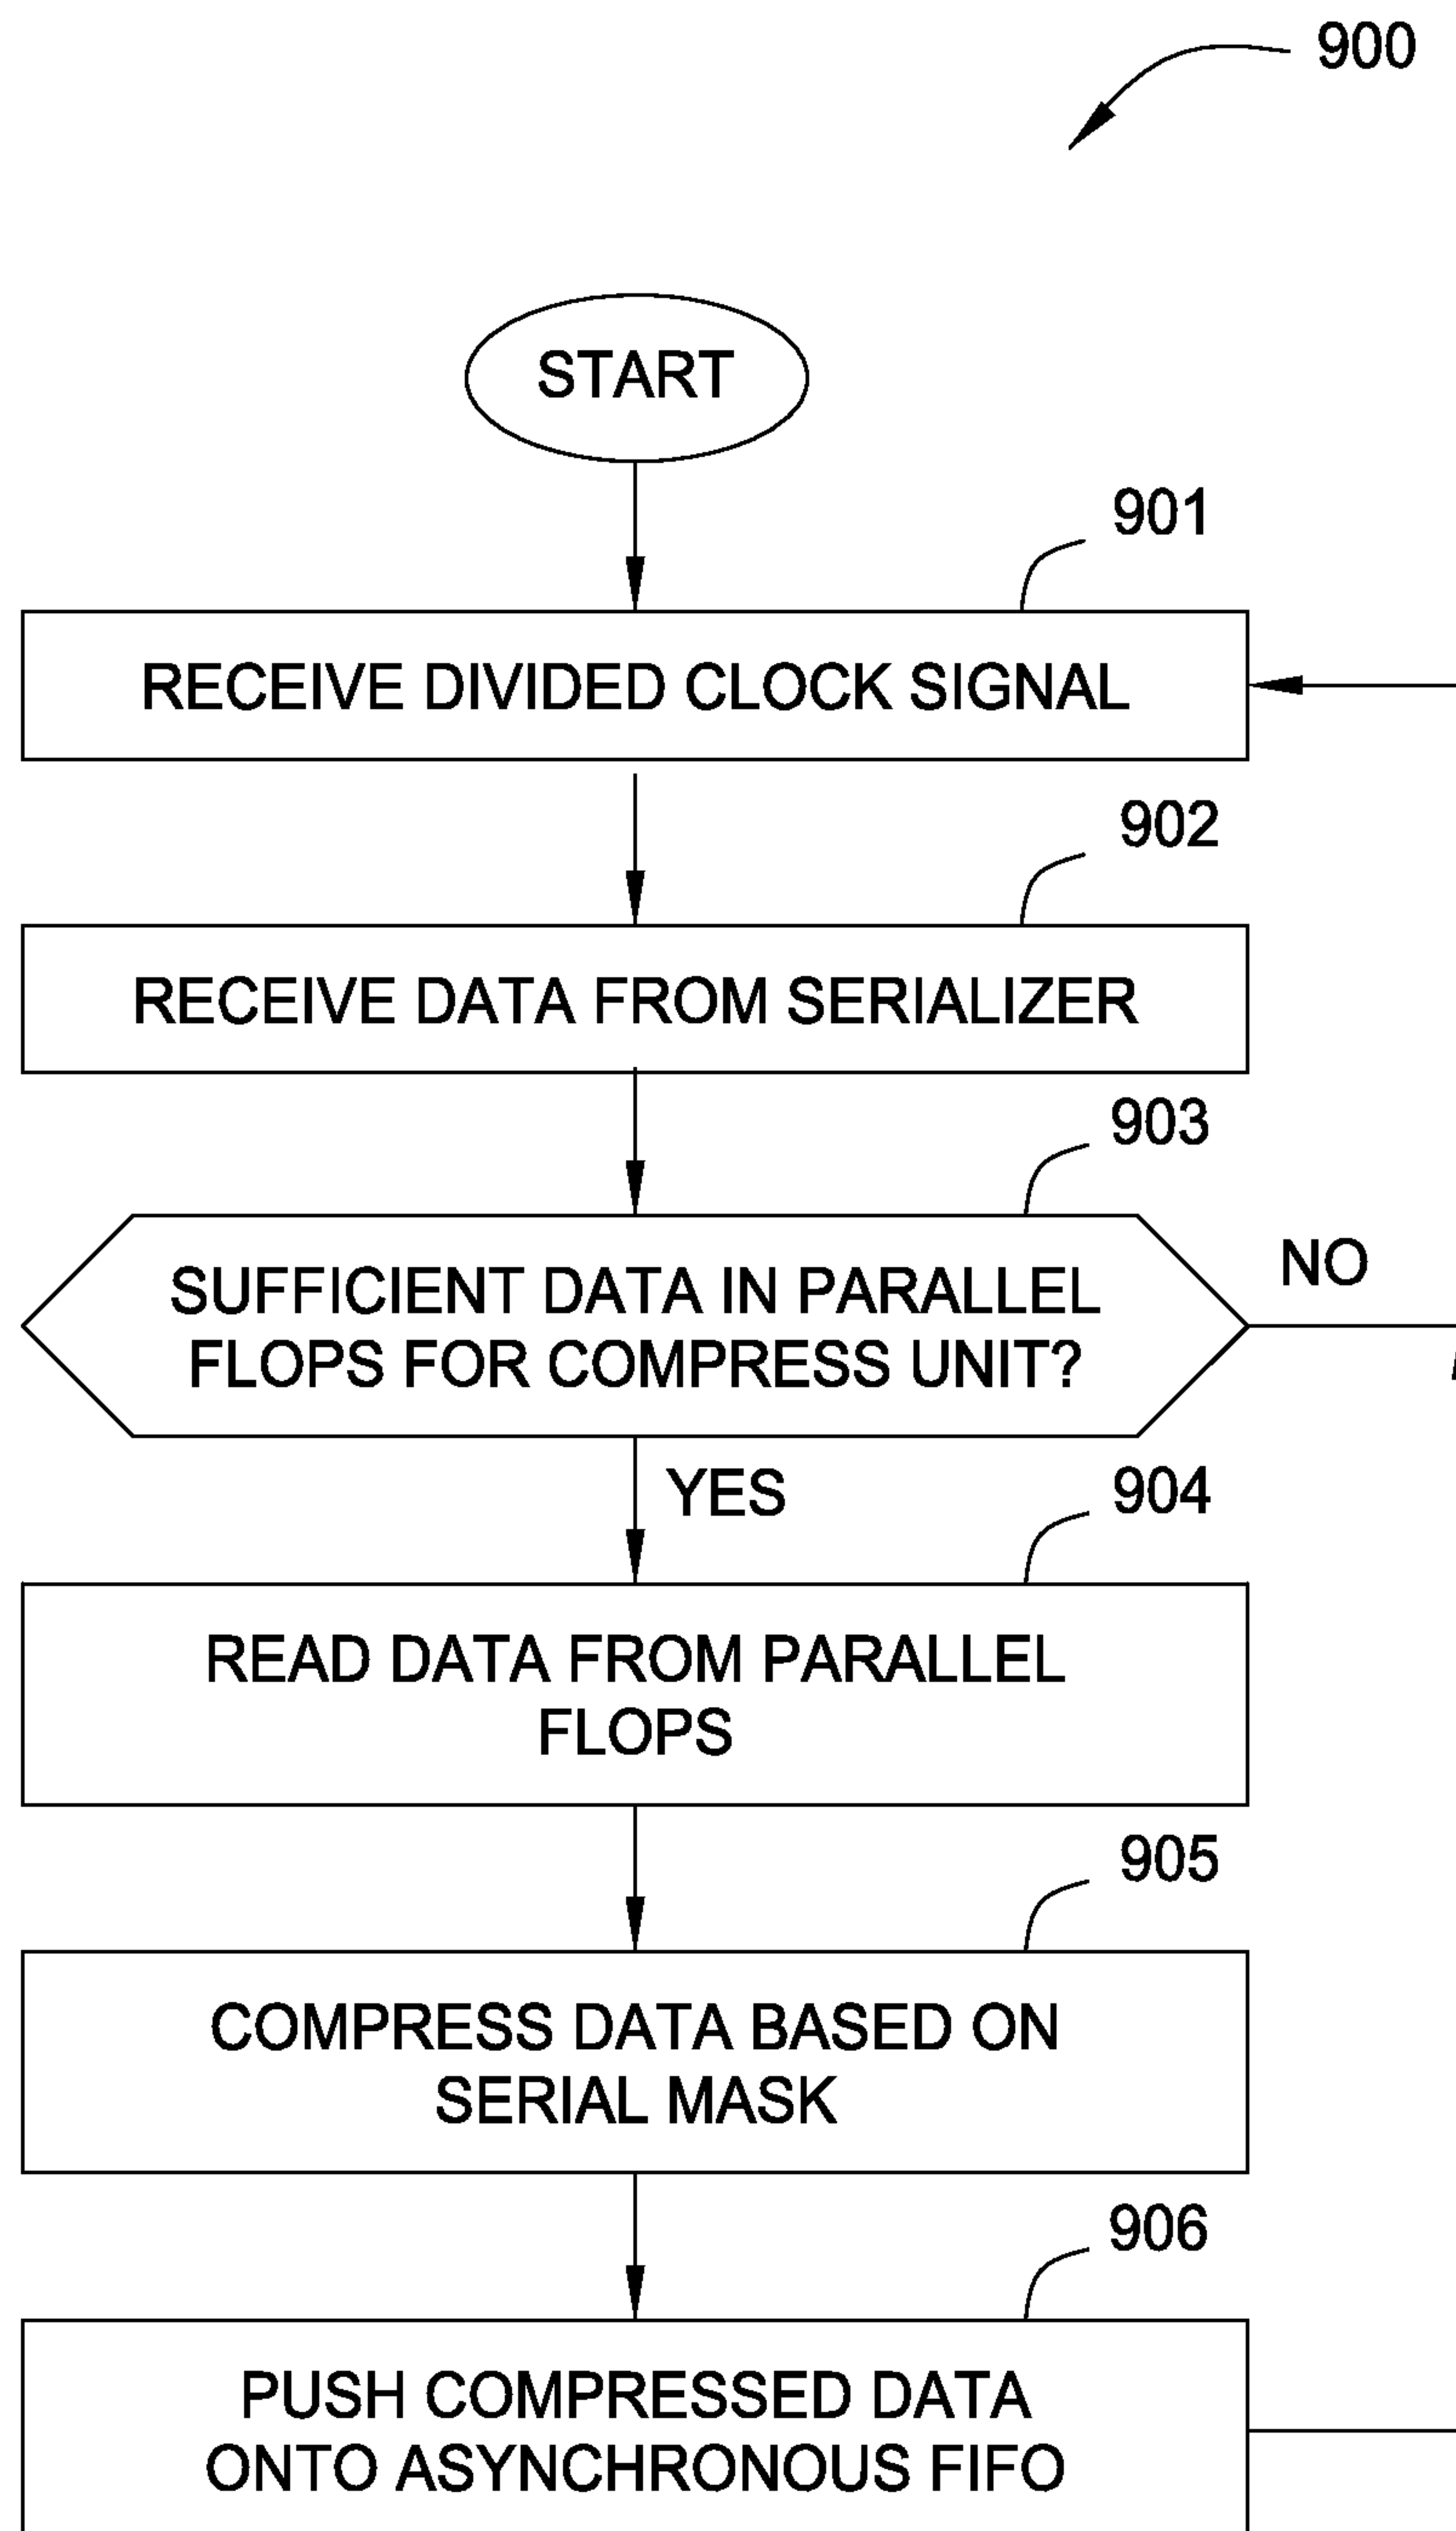 900
START
901
RECEIVE DIVIDED CLOCK SIGNAL
902
RECEIVE DATA FROM SERIALIZER
903
SUFFICIENT DATA IN PARALLEL
FLOPS FOR COMPRESS UNIT?
NO
YES
904
READ DATA FROM PARALLEL
FLOPS
905
COMPRESS DATA BASED ON
SERIAL MASK
906
PUSH COMPRESSED DATA
ONTO ASYNCHRONOUS FIFO